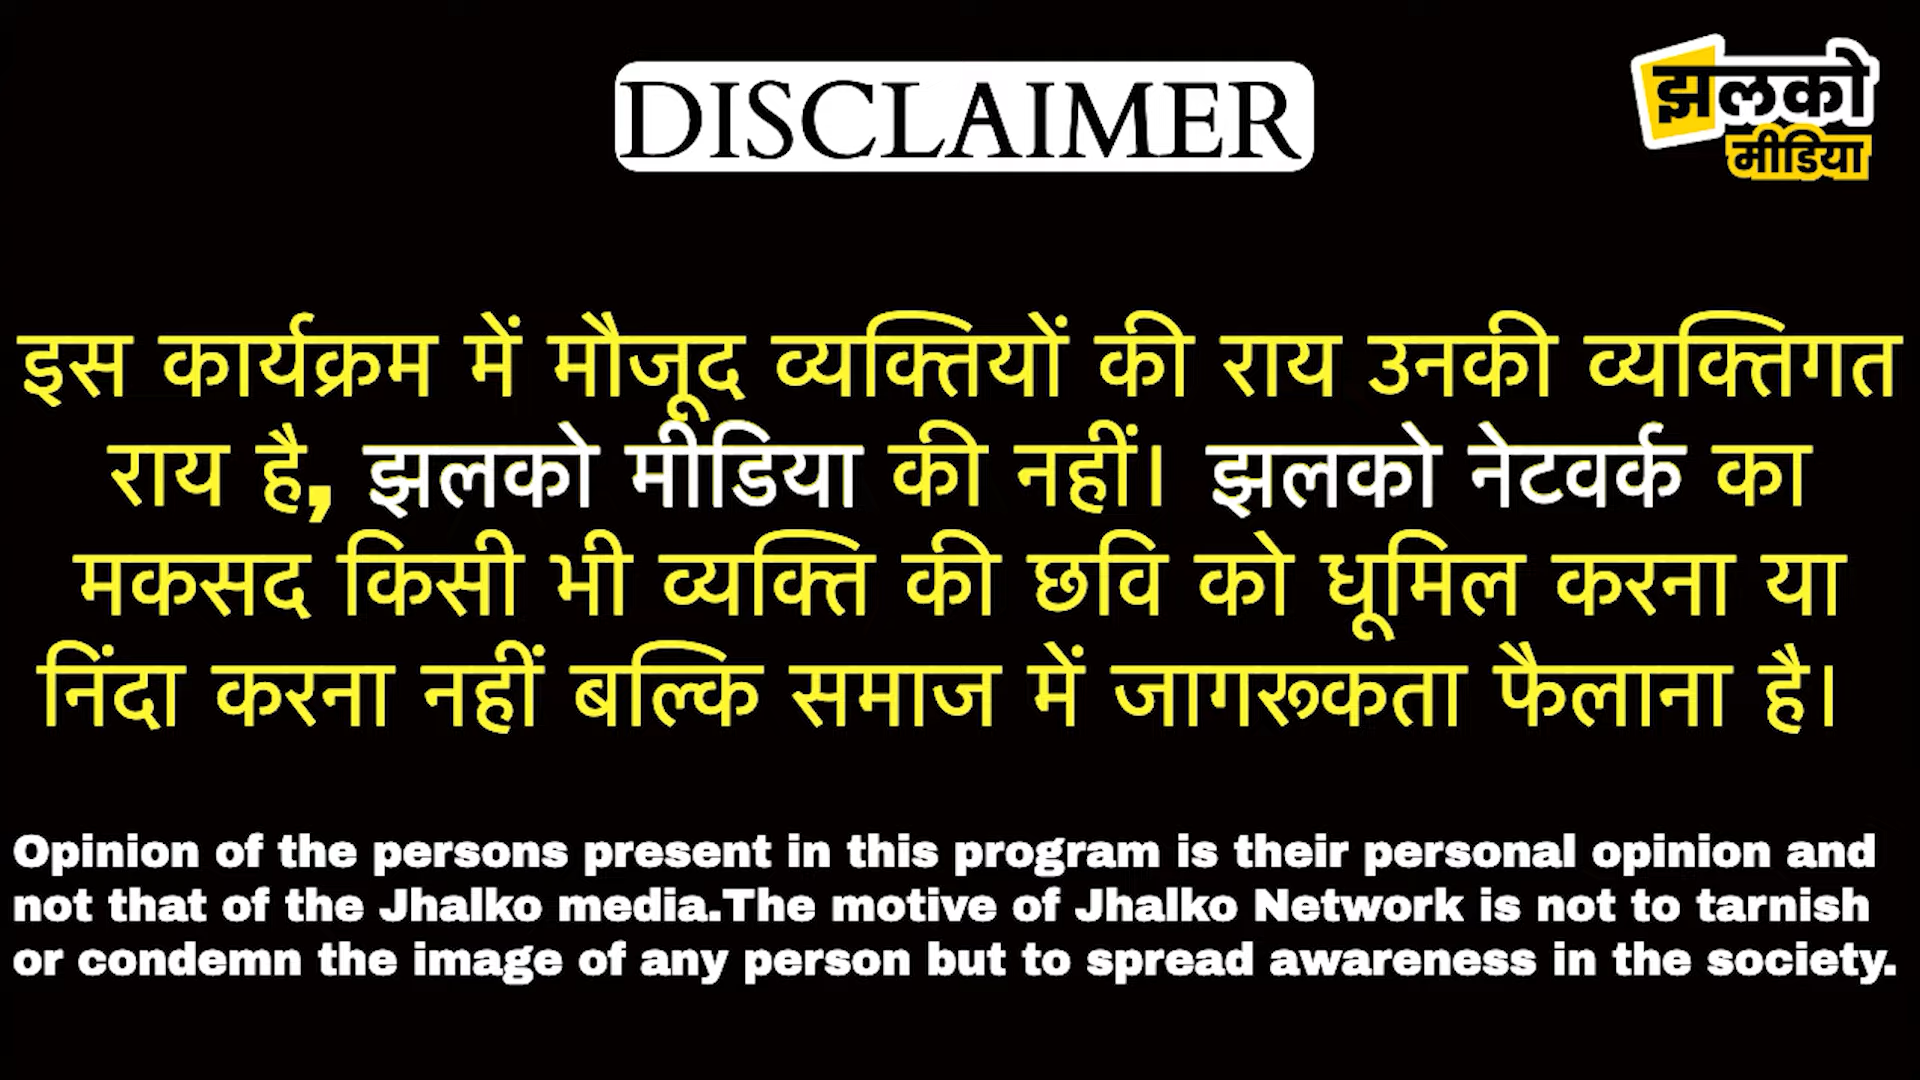 DISCLAIMER
झलको
मीडिया
इस कार्यक्रम में मौजूद व्यक्तियों की राय उनकी व्यक्तिगत
राय है, झलको मीडिया की नहीं। झलको नेटवर्क का
मकसद किसी भी व्यक्ति की छवि को धूमिल करना या
निंदा करना नहीं बल्कि समाज में जागरूकता फैलाना है।
Opinion of the persons present in this program is their personal opinion and
not that of the Jhalko media.The motive of Jhalko Network is not to tarnish
or condemn the image of any person but to spread awareness in the society.